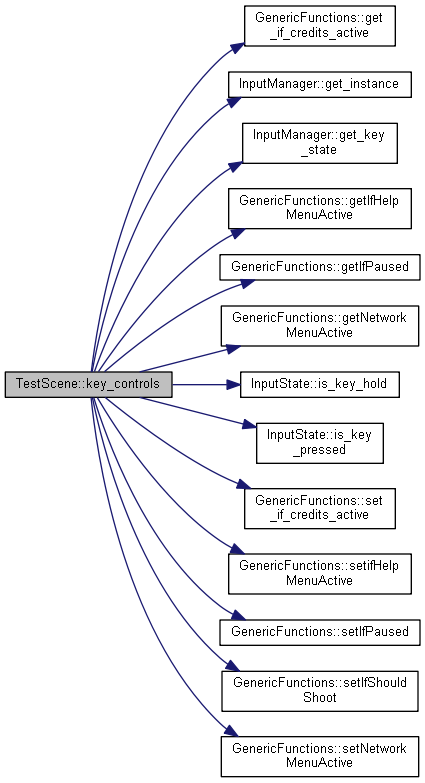 GenericFunctions::get
_if_credits_active
InputManager::get_instance
InputManager::get_key
_state
GenericFunctions::getIfHelp
MenuActive
GenericFunctions::getIfPaused
GenericFunctions::getNetwork
MenuActive
TestScene::key_controls
InputState::is_key_hold
InputState::is_key
_pressed
GenericFunctions::set
_if_credits_active
GenericFunctions::setifHelp
MenuActive
GenericFunctions::setIfPaused
GenericFunctions::setIfShould
Shoot
GenericFunctions::setNetwork
MenuActive